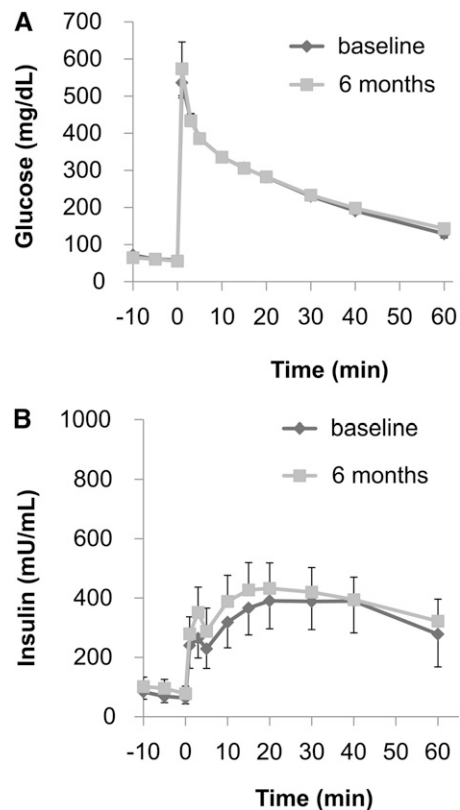 A
Glucose (mg/dL)
700
600
500
400
300
200
100
0
baseline
6 months
-10 0 10 20 30 40 50 60
Time (min)
B
Insulin (mU/mL)
1000
800
600
400
200
0
baseline
6 months
-10 0 10 20 30 40 50 60
Time (min)